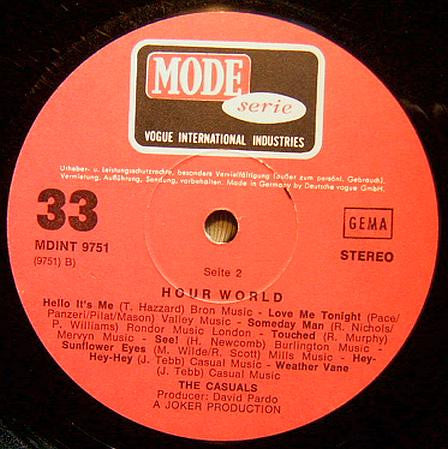 MODE
serie
VOGUE INTERNATIONAL INDUSTRIES
Urheber- u. Leistungsschutzrechte, besonders Vervielfältigung (außer zum persönl. Gebrauch),
Vermierung, Aufführung, Sendung, vorbehalten. Made in Germany by Deutsche vogue GmbH.
33
GEMA
MDINT 9751
STEREO
(9751) B)
Seite 2
HOUR WORLD
Hello It's Me (T. Hazzard) Bron Music - Love Me Tonight (Pace/
Panzeri/Pilat/Mason) Valley Music - Someday Man (R. Nichols/
P. Williams) Rondor Music London - Touched (R. Murphy)
Mervyn Music - See! (H. Newcomb) Burlington Music -
Sunflower Eyes (M. Wilde/R. Scott) Mills Music - Hey-
Hey-Hey (J. Tebb) Casual Music - Weather Vane
(J. Tebb) Casual Music
THE CASUALS
Producer: David Pardo
A JOKER PRODUCTION